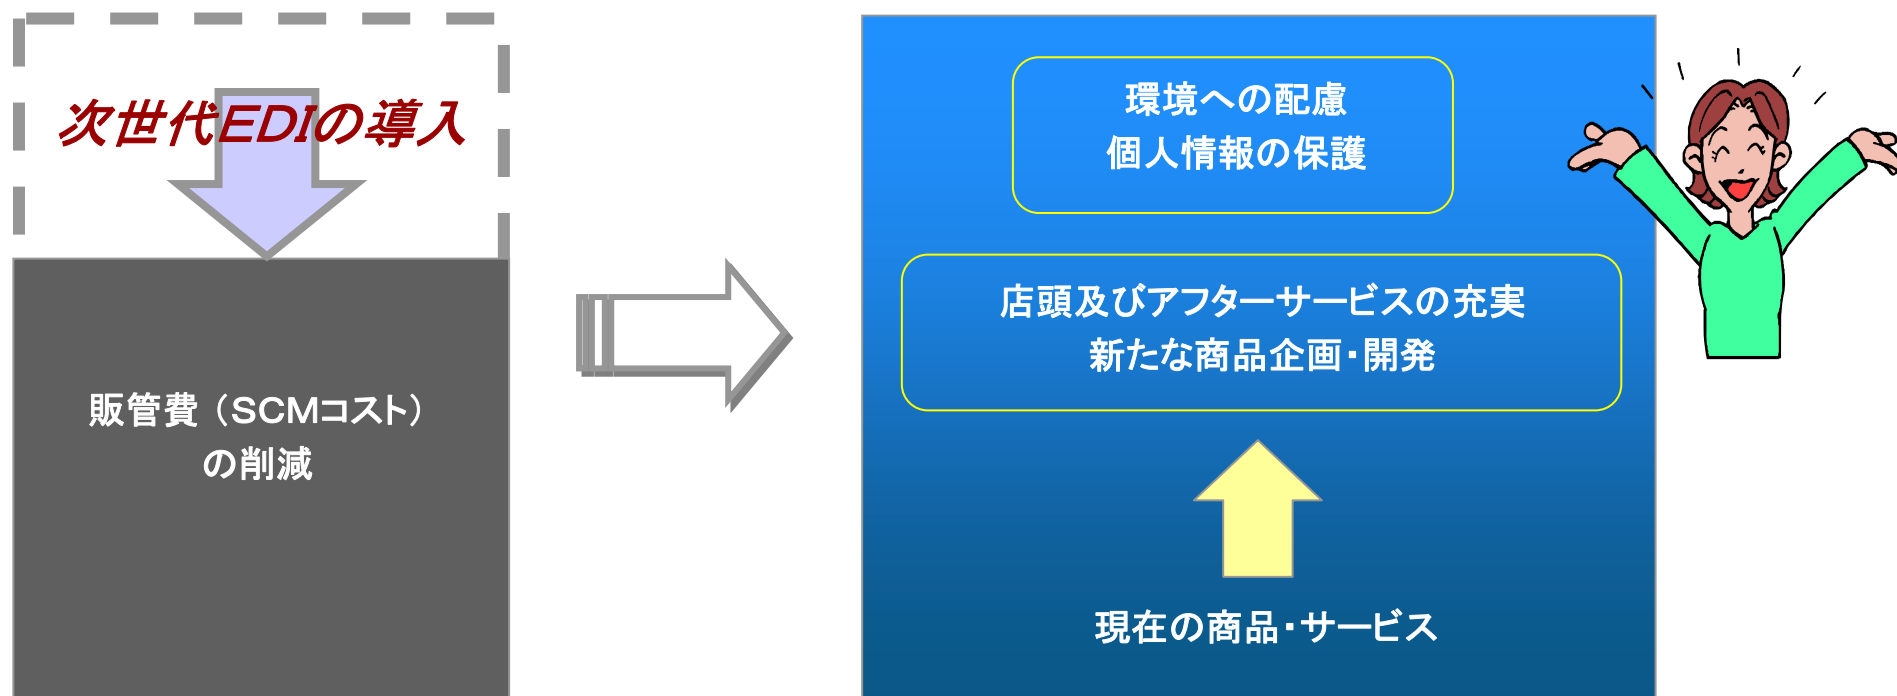 次世代EDIの導入
販管費（SCMコスト）
の削減
環境への配慮
個人情報の保護
店頭及びアフターサービスの充実
新たな商品企画・開発
現在の商品・サービス